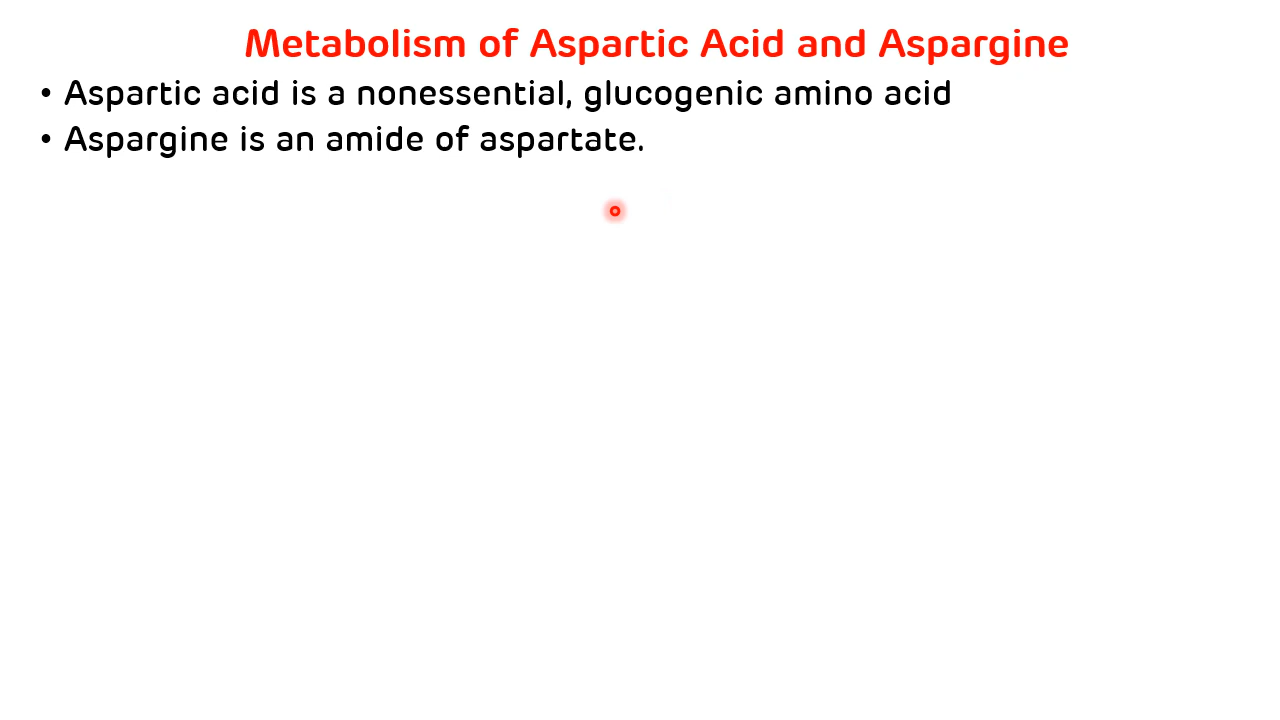 Metabolism of Aspartic Acid and Aspargine
• Aspartic acid is a nonessential, glucogenic amino acid
• Aspargine is an amide of aspartate.